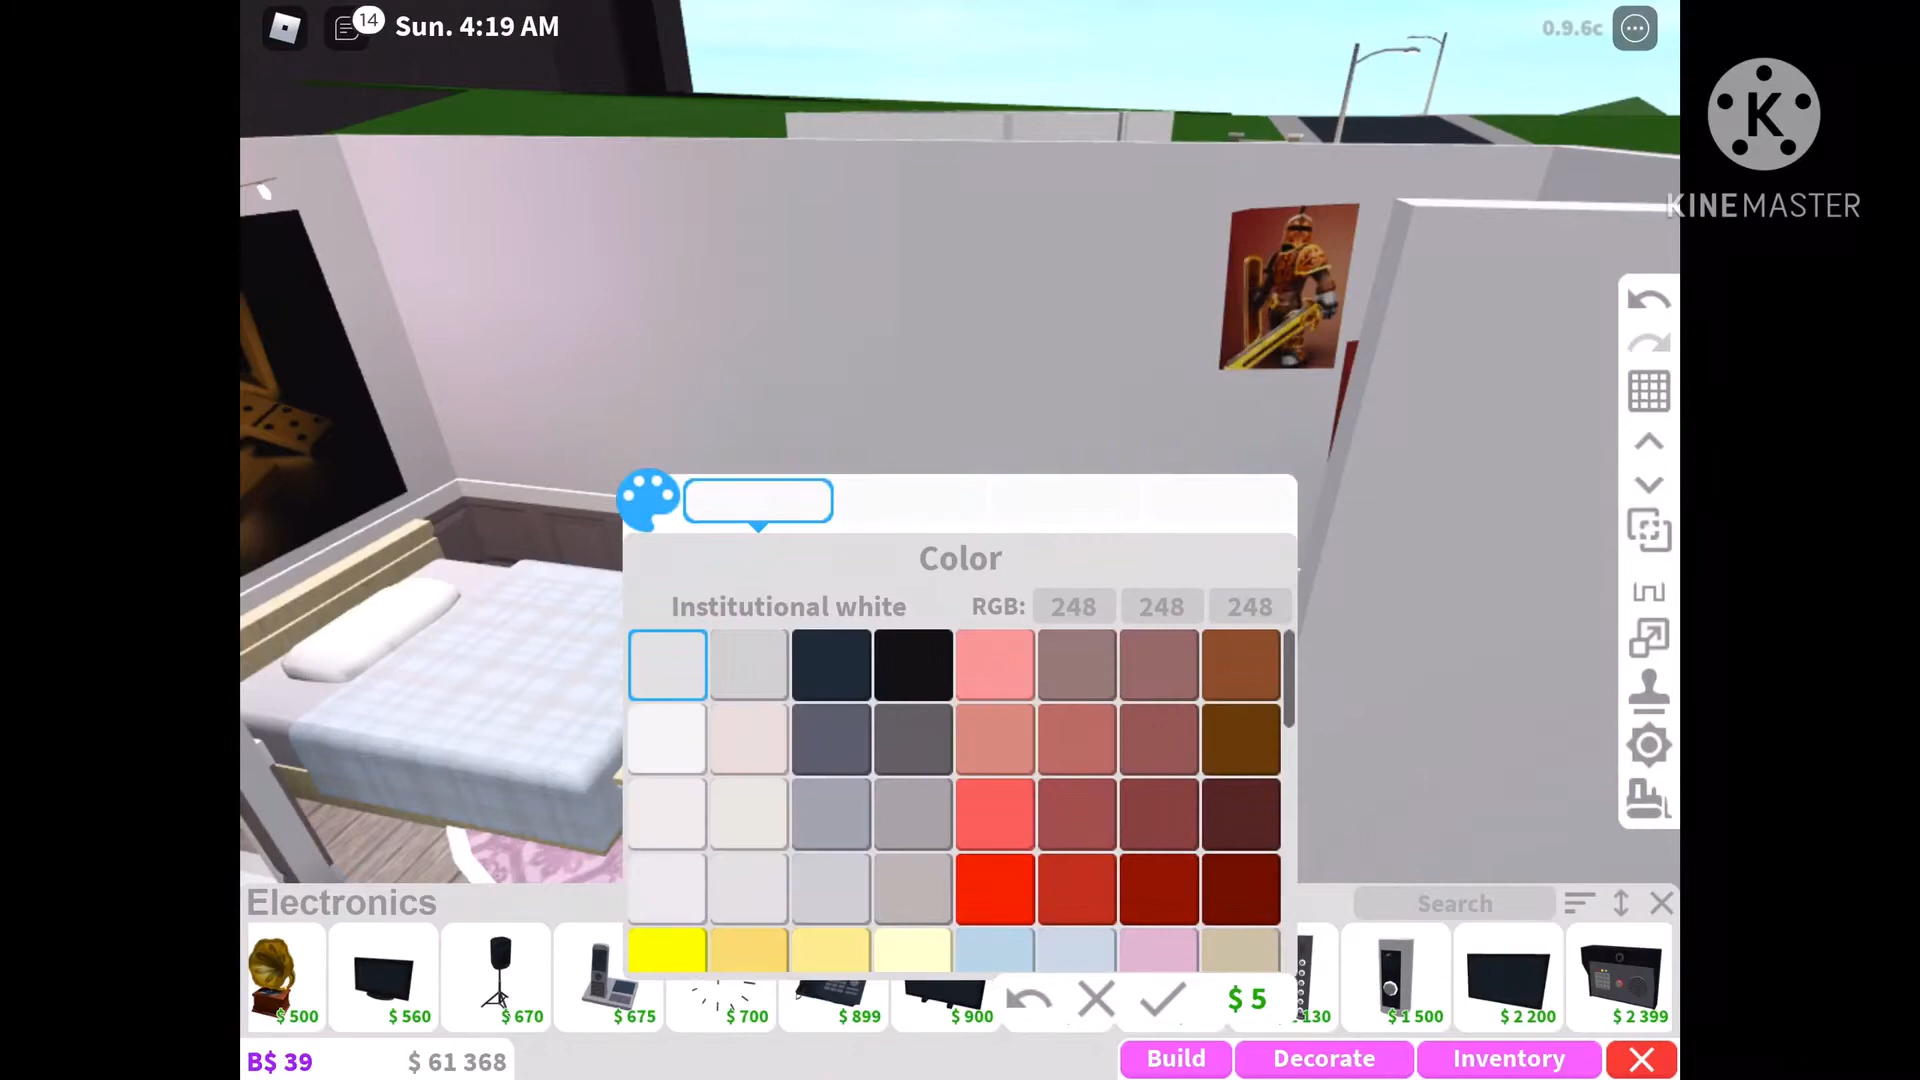 14
Sun. 4:19 AM
0.9.6c
K
KINEMASTER
Color
Institutional white
RGB:
248
248
248
Electronics
Search
$ 500
$ 560
$ 670
$ 675
$ 700
$ 899
$ 900
$ 5
130
$ 1 500
$ 2 200
$ 2 399
B$ 39
$ 61 368
Build
Decorate
Inventory